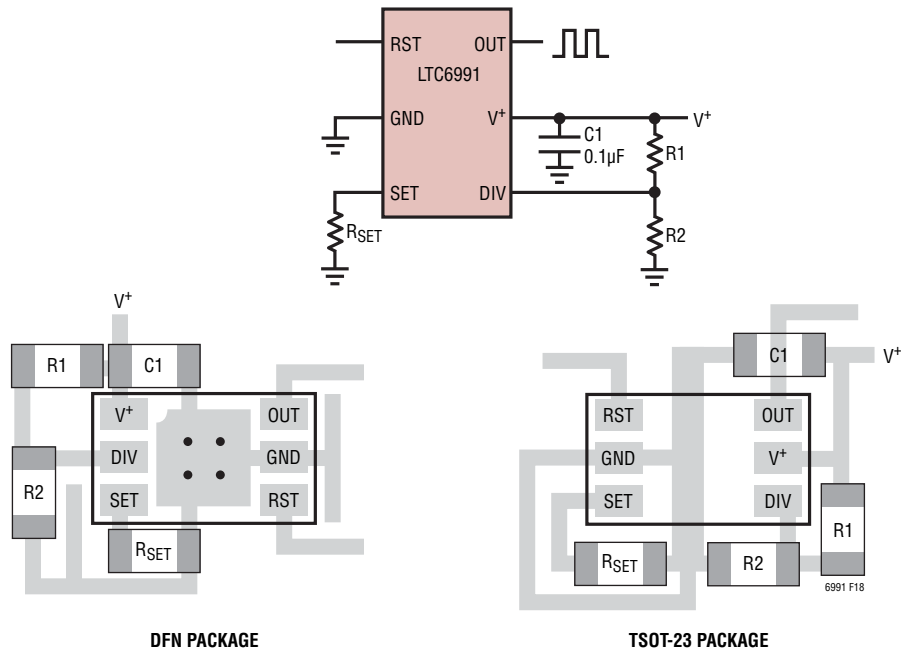 RST
OUT
LTC6991
GND
V+
V+
C1
0.1µF
R1
SET
DIV
RSET
R2
V+
R1
C1
V+
OUT
DIV
GND
R2
SET
RST
RSET
DFN PACKAGE
C1
V+
RST
OUT
GND
V+
SET
DIV
R1
RSET
R2
6991 F18
TSOT-23 PACKAGE